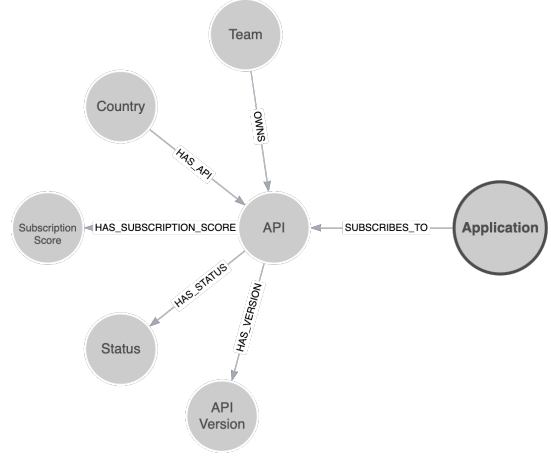 Team
OWNS
Country
HAS_API
Subscription
Score
HAS_SUBSCRIPTION_SCORE
API
SUBSCRIBES_TO
Application
HAS_STATUS
HAS_VERSION
Status
API
Version